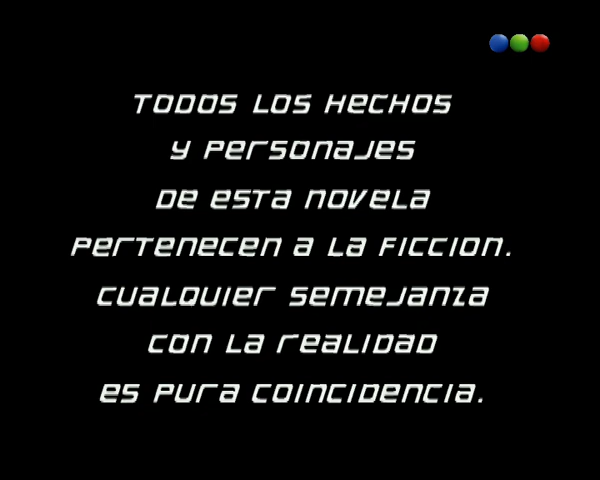 TODOS LOS HECHOS
Y PERSONAJES
DE ESTA NOVELA
PERTENECEN A LA FICCION.
CUALQUIER SEMEJANZA
CON LA REALIDAD
ES PURA COINCIDENCIA.